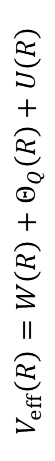 V_eff(R) = W(R) + Θ_Q(R) + U(R)